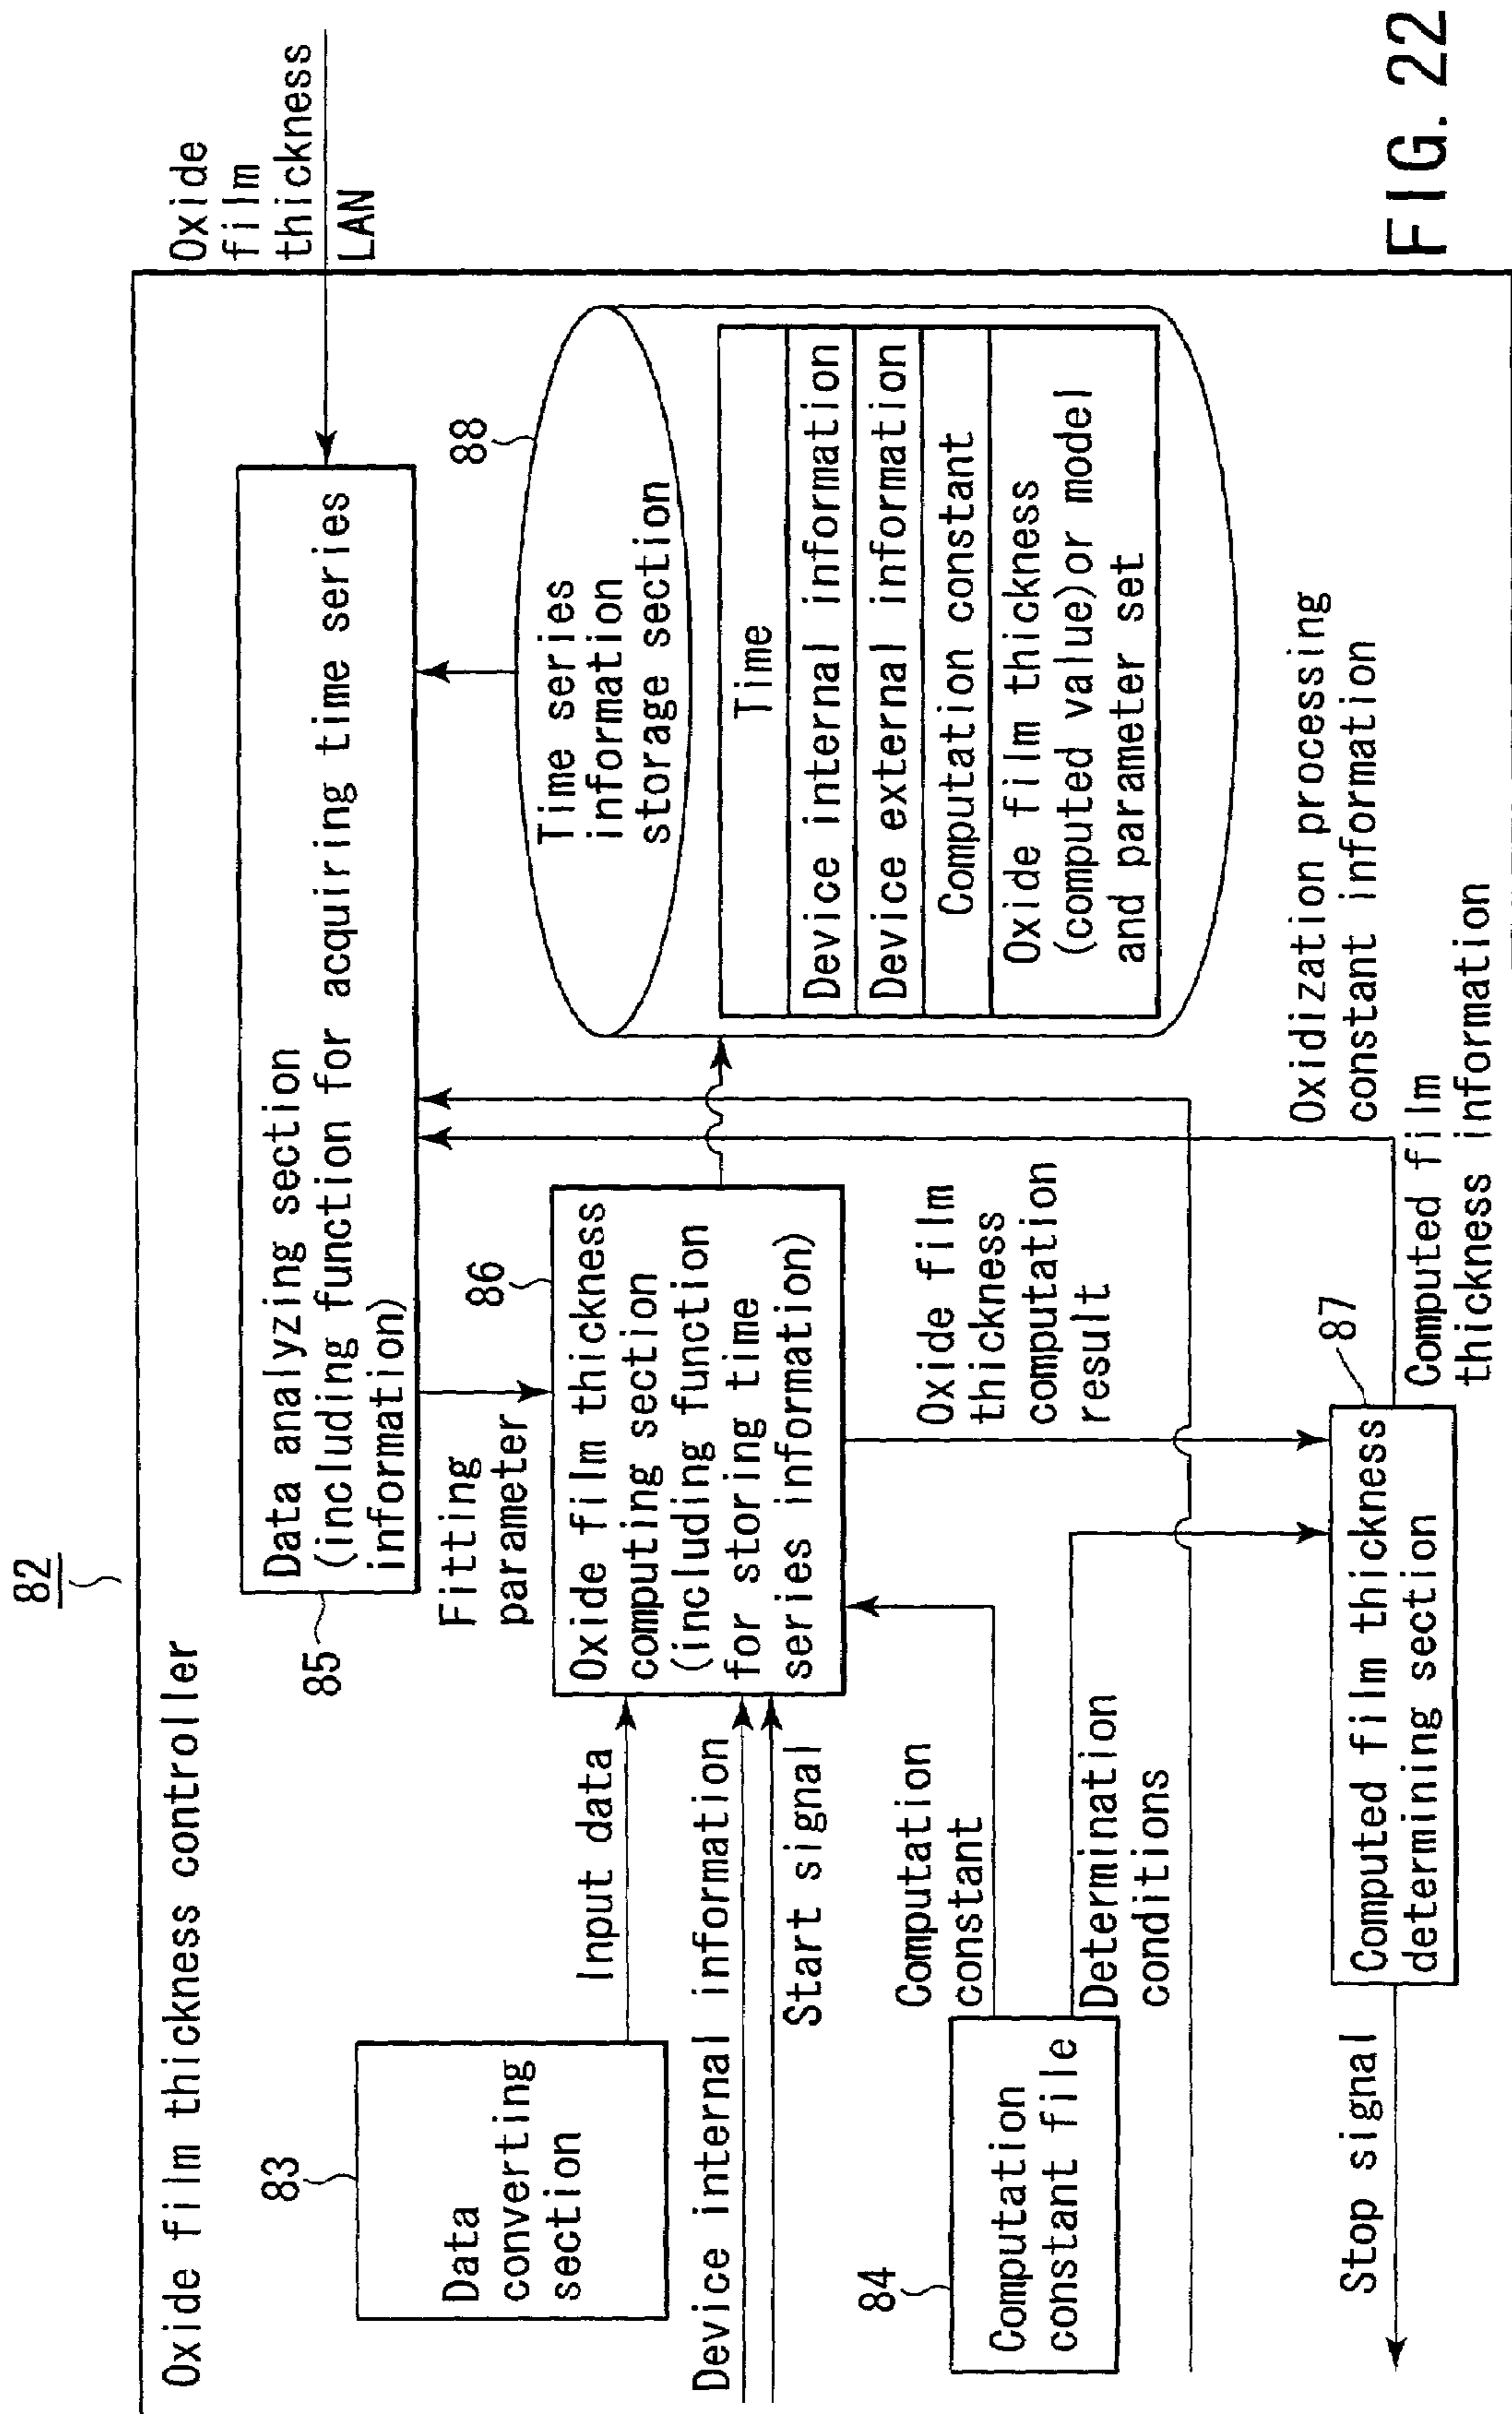 82
Oxide film thickness controller
Oxide
film
thickness
LAN
85
Data analyzing section
(including function for acquiring time series
information)
83
Data
converting
section
Input data
Device internal information
Start signal
Fitting
parameter
86
Oxide film thickness
computing section
(including function
for storing time
series information)
88
Time series
information
storage section
Time
Device internal information
Device external information
Computation constant
Oxide film thickness
(computed value)or model
and parameter set
84
Computation
constant file
Computation
constant
Determination
conditions
Oxide film
thickness
computation
result
Oxidization processing
constant information
Stop signal
87
Computed film thickness
determining section
Computed film
thickness information
FIG. 22